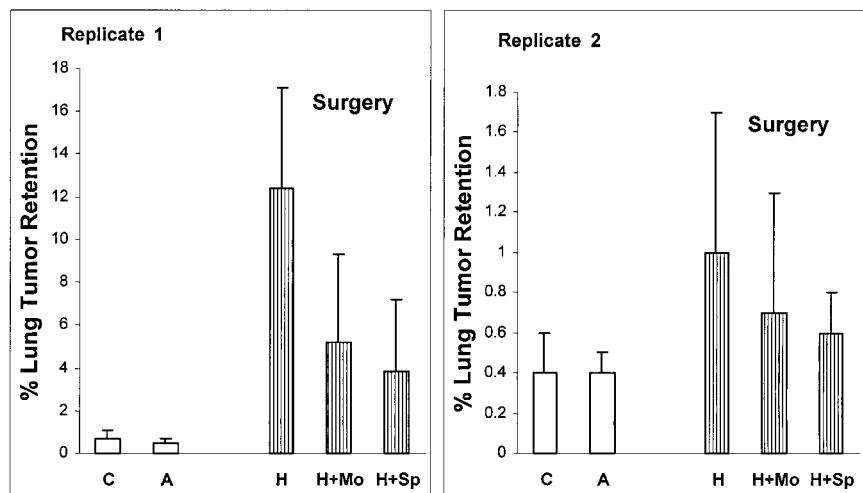 Replicate 1
% Lung Tumor Retention
18
16
14
12
10
8
6
4
2
0
Surgery
C A H H+Mo H+Sp
Replicate 2
% Lung Tumor Retention
1.8
1.6
1.4
1.2
1
0.8
0.6
0.4
0.2
0
Surgery
C A H H+Mo H+Sp